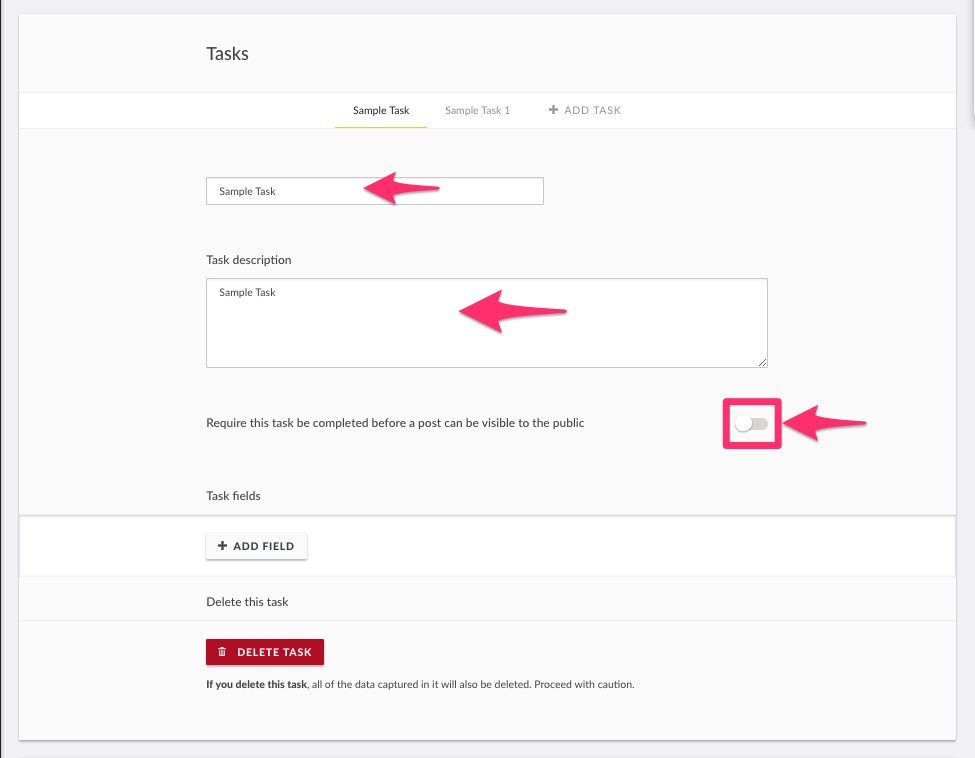 Tasks
Sample Task
Sample Task 1
+ ADD TASK
Sample Task
Task description
Sample Task
Require this task be completed before a post can be visible to the public
Task fields
+ ADD FIELD
Delete this task
DELETE TASK
If you delete this task, all of the data captured in it will also be deleted. Proceed with caution.